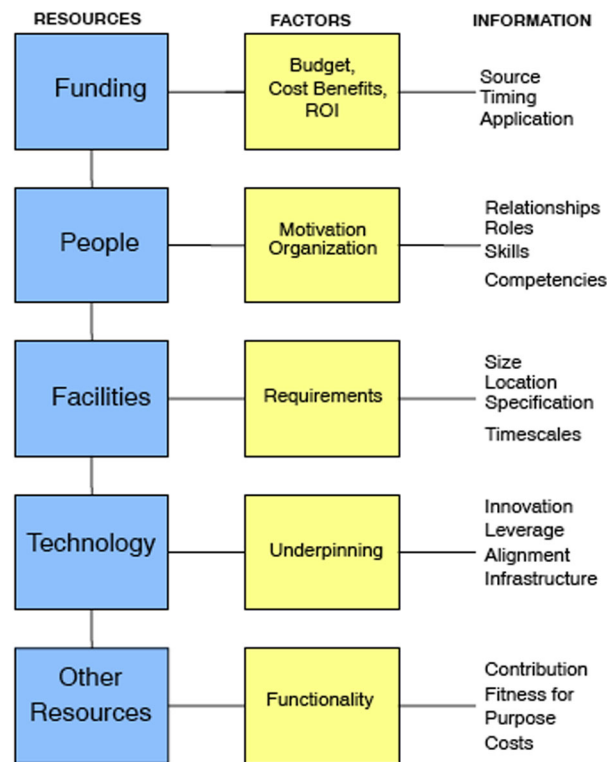 RESOURCES
FACTORS
INFORMATION
Funding
Budget,
Cost Benefits,
ROI
Source
Timing
Application
People
Motivation
Organization
Relationships
Roles
Skills
Competencies
Facilities
Requirements
Size
Location
Specification
Timescales
Technology
Underpinning
Innovation
Leverage
Alignment
Infrastructure
Other
Resources
Functionality
Contribution
Fitness for
Purpose
Costs